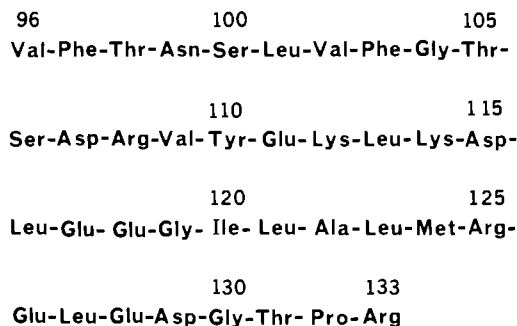 96 100 105
Val-Phe-Thr-Asn-Ser-Leu-Val-Phe-Gly-Thr-
110 115
Ser-Asp-Arg-Val-Tyr-Glu-Lys-Leu-Lys-Asp-
120 125
Leu-Glu-Glu-Gly-Ile-Leu-Ala-Leu-Met-Arg-
130 133
Glu-Leu-Glu-Asp-Gly-Thr-Pro-Arg